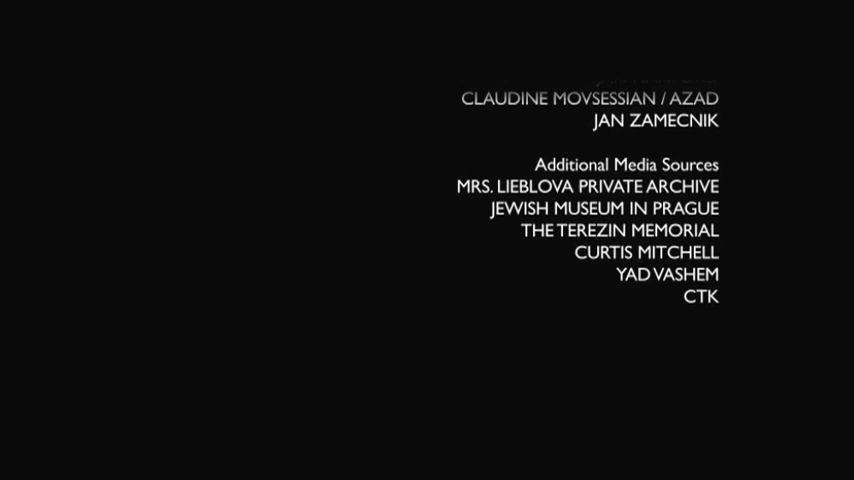 CLAUDINE MOVSESSIAN / AZAD
JAN ZAMECNIK
Additional Media Sources
MRS. LIEBLOVA PRIVATE ARCHIVE
JEWISH MUSEUM IN PRAGUE
THE TEREZIN MEMORIAL
CURTIS MITCHELL
YAD VASHEM
CTK